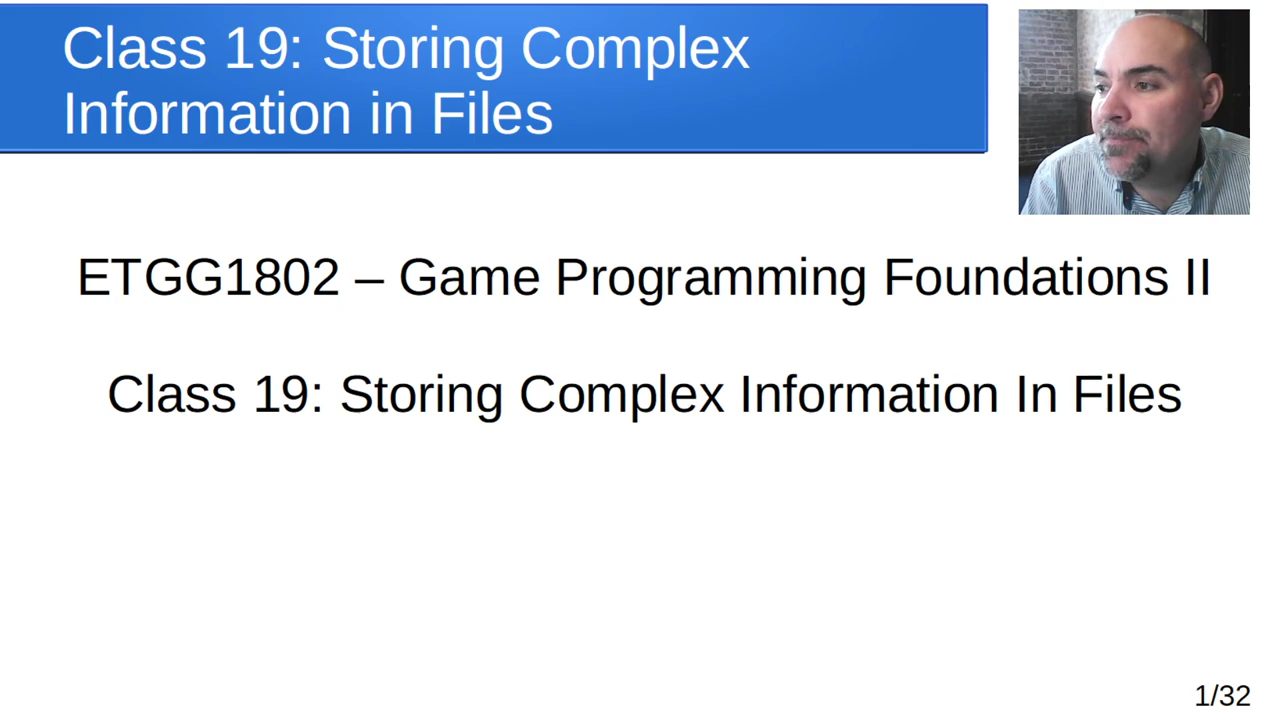 Class 19: Storing Complex
Information in Files
ETGG1802 – Game Programming Foundations II
Class 19: Storing Complex Information In Files
1/32